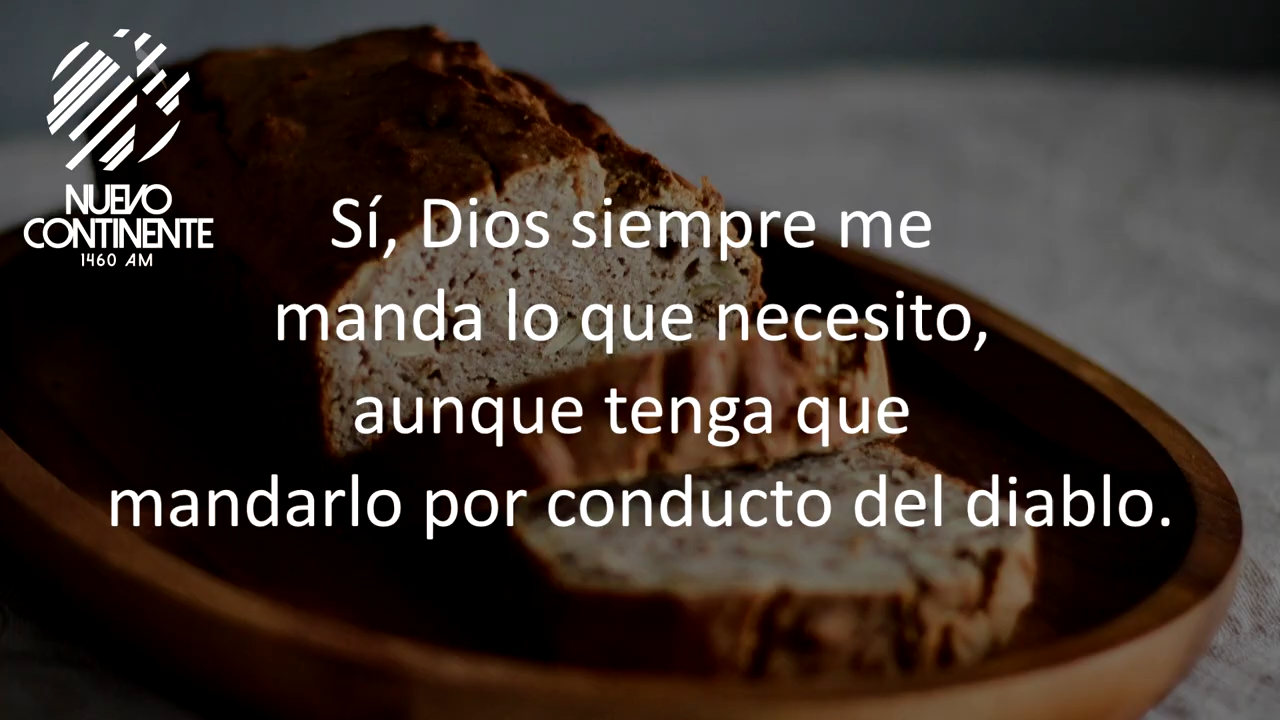 NUEVO
CONTINENTE
1460 AM
Sí, Dios siempre me
manda lo que necesito,
aunque tenga que
mandarlo por conducto del diablo.